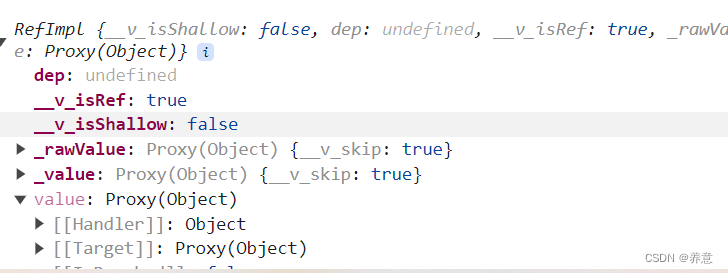 RefImpl {__v_isShallow: false, dep: undefined, __v_isRef: true, _rawVa
e: Proxy(Object)} i
dep: undefined
__v_isRef: true
__v_isShallow: false
_rawValue: Proxy(Object) {__v_skip: true}
_value: Proxy(Object) {__v_skip: true}
value: Proxy(Object)
[[Handler]]: Object
[[Target]]: Proxy(Object)
CSDN @养意